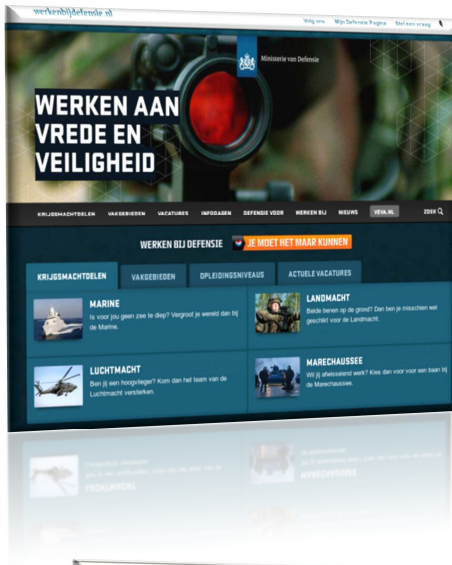 werkenbijdefensie.nl
Volg ons Mijn Defensie Pagina Stel een vraag
Ministerie van Defensie
WERKEN AAN
VREDE EN
VEILIGHEID
KRIJGSMACHTDELEN VAKGEBIEDEN VACATURES INFODAGEN DEFENSIE VOOR WERKEN BIJ NIEUWS VEVA.NL ZOEK
WERKEN BIJ DEFENSIE JE MOET HET MAAR KUNNEN
KRIJGSMACHTDELEN VAKGEBIEDEN OPLEIDINGSNIVEAUS ACTUELE VACATURES
MARINE
Is voor jou geen zee te diep? Vergroot je wereld dan bij
de Marine.
LANDMACHT
Beide benen op de grond? Dan ben je misschien wel
geschikt voor de Landmacht.
LUCHTMACHT
Ben jij een hoogvlieger? Kom dan het team van de
Luchtmacht versterken.
MARECHAUSSEE
Wil jij afwisselend werk? Kies dan voor voor een baan bij
de Marechaussee.